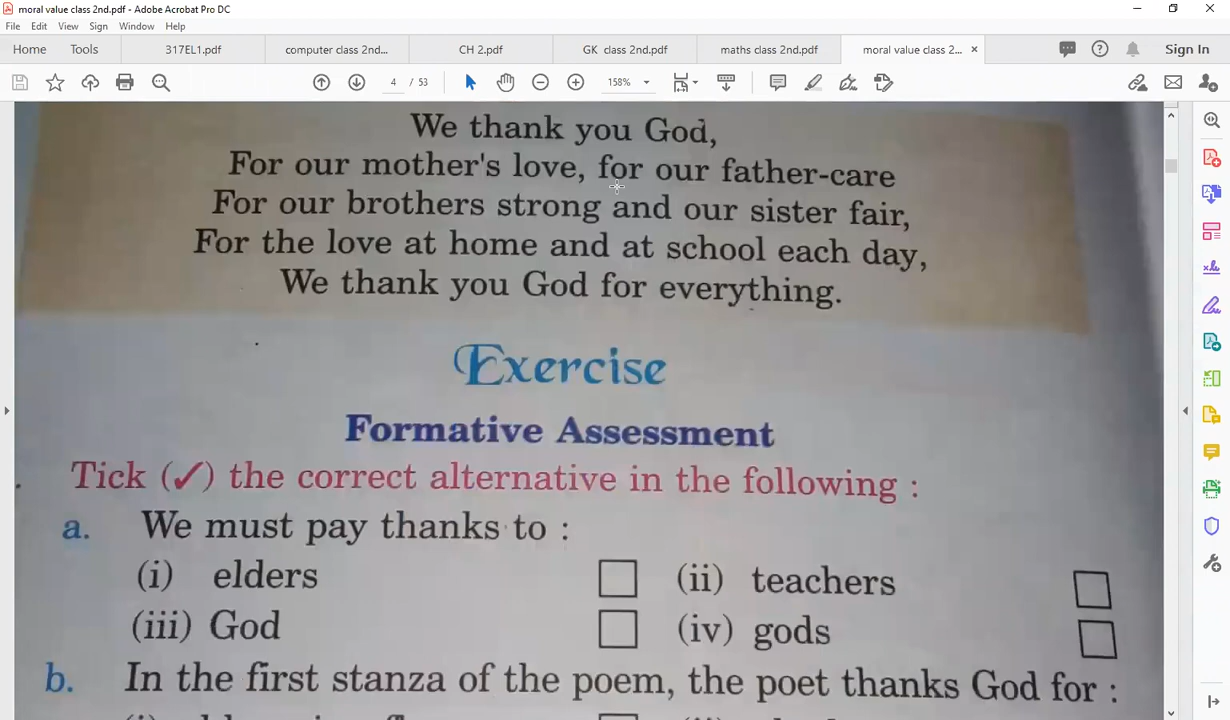 moral value class 2nd.pdf - Adobe Acrobat Pro DC
File Edit View Sign Window Help
Home Tools 317EL1.pdf computer class 2nd... CH 2.pdf GK class 2nd.pdf maths class 2nd.pdf moral value class 2... × Sign In
4 / 53 158%
We thank you God,
For our mother's love, for our father-care
For our brothers strong and our sister fair,
For the love at home and at school each day,
We thank you God for everything.
Exercise
Formative Assessment
Tick (✓) the correct alternative in the following :
a. We must pay thanks to :
(i) elders (ii) teachers
(iii) God (iv) gods
b. In the first stanza of the poem, the poet thanks God for :